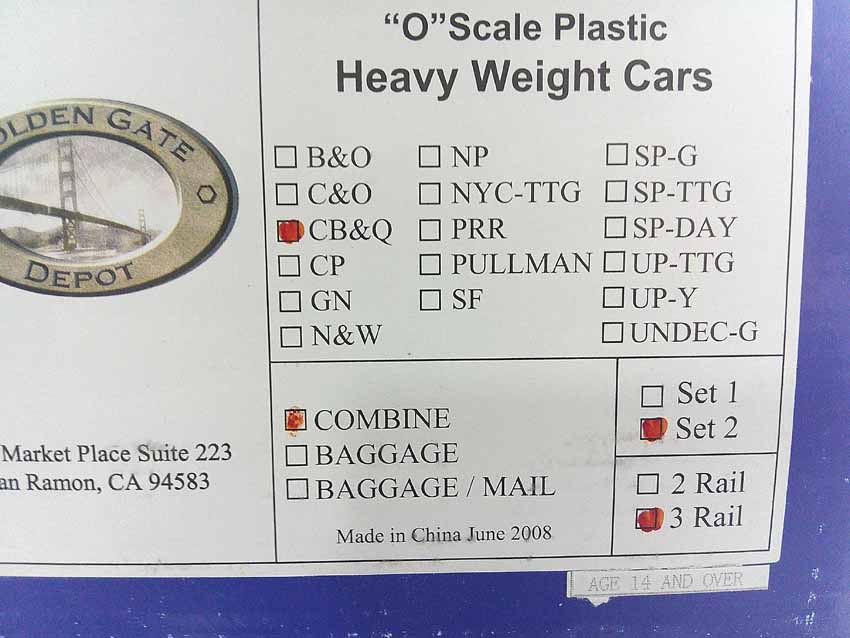 “O”Scale Plastic
Heavy Weight Cars
GATE
DEPOT
B&O
C&O
CB&Q
CP
GN
N&W
NP
NYC-TTG
PRR
PULLMAN
SF
SP-G
SP-TTG
SP-DAY
UP-TTG
UP-Y
UNDEC-G
COMBINE
BAGGAGE
BAGGAGE / MAIL
Made in China June 2008
Set 1
Set 2
2 Rail
3 Rail
Market Place Suite 223
Ramon, CA 94583
AGE 14 AND OVER